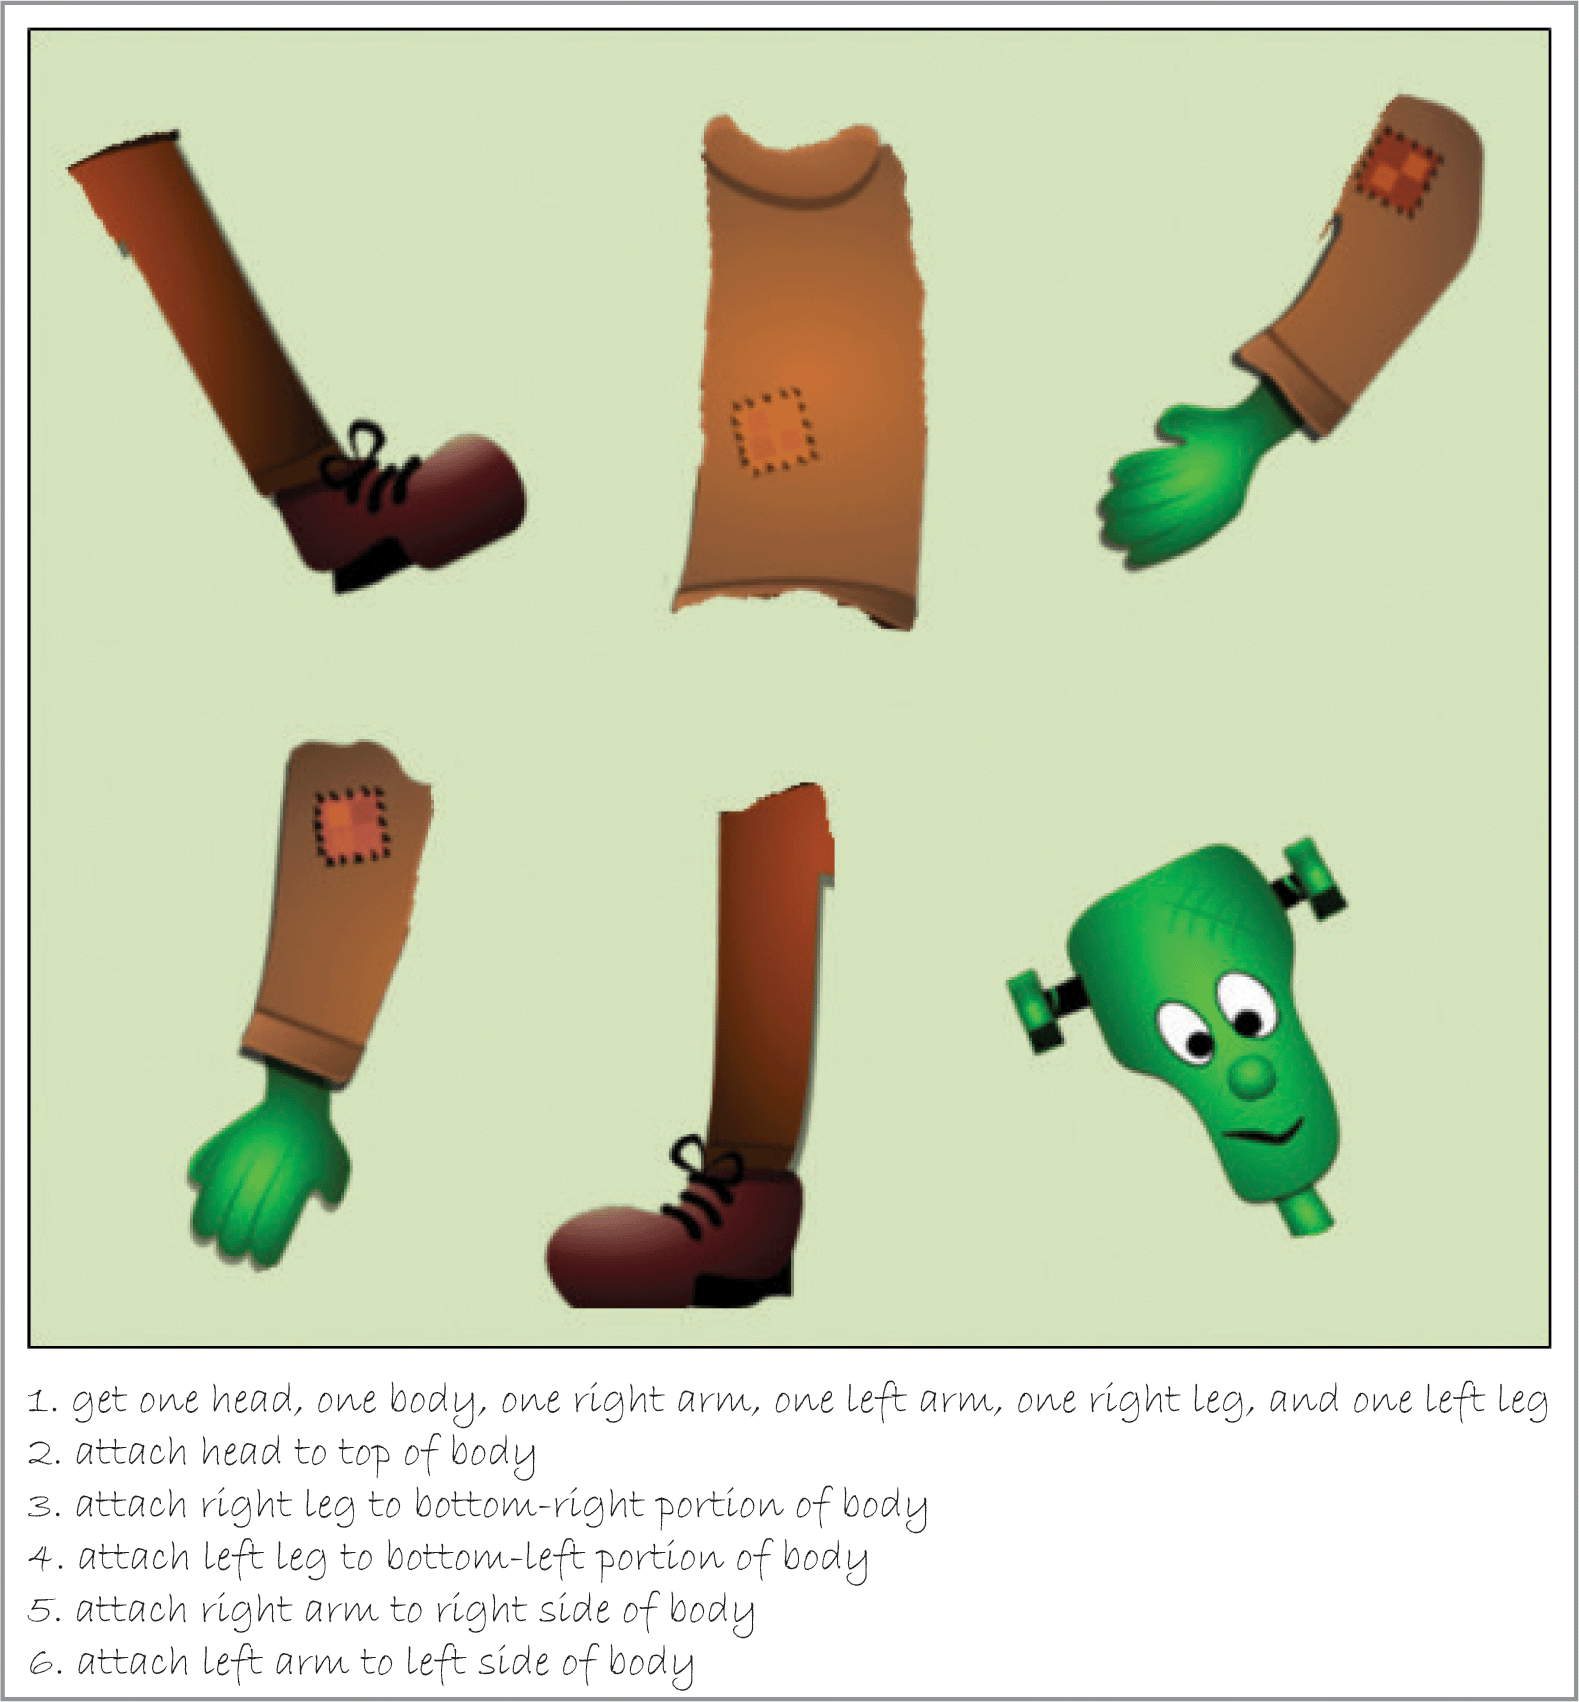 1. get one head, one body, one right arm, one left arm, one right leg, and one left leg
2. attach head to top of body
3. attach right leg to bottom-right portion of body
4. attach left leg to bottom-left portion of body
5. attach right arm to right side of body
6. attach left arm to left side of body